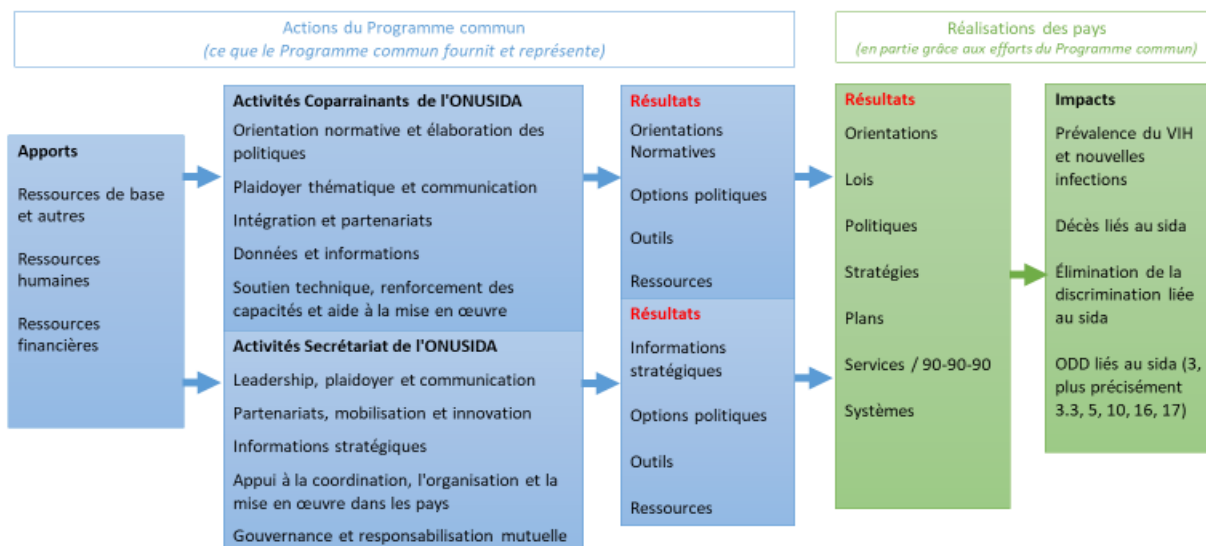 Actions du Programme commun
(ce que le Programme commun fournit et représente)
Réalisations des pays
(en partie grâce aux efforts du Programme commun)
Apports
Ressources de base
et autres
Ressources
humaines
Ressources
financières
Activités Coparrainants de l'ONUSIDA
Orientation normative et élaboration des
politiques
Plaidoyer thématique et communication
Intégration et partenariats
Données et informations
Soutien technique, renforcement des
capacités et aide à la mise en œuvre
Activités Secrétariat de l'ONUSIDA
Leadership, plaidoyer et communication
Partenariats, mobilisation et innovation
Informations stratégiques
Appui à la coordination, l'organisation et la
mise en œuvre dans les pays
Gouvernance et responsabilisation mutuelle
Résultats
Orientations
Normatives
Options politiques
Outils
Ressources
Résultats
Informations
stratégiques
Options politiques
Outils
Ressources
Résultats
Orientations
Lois
Politiques
Stratégies
Plans
Services / 90-90-90
Systèmes
Impacts
Prévalence du VIH
et nouvelles
infections
Décès liés au sida
Élimination de la
discrimination liée
au sida
ODD liés au sida (3,
plus précisément
3.3, 5, 10, 16, 17)